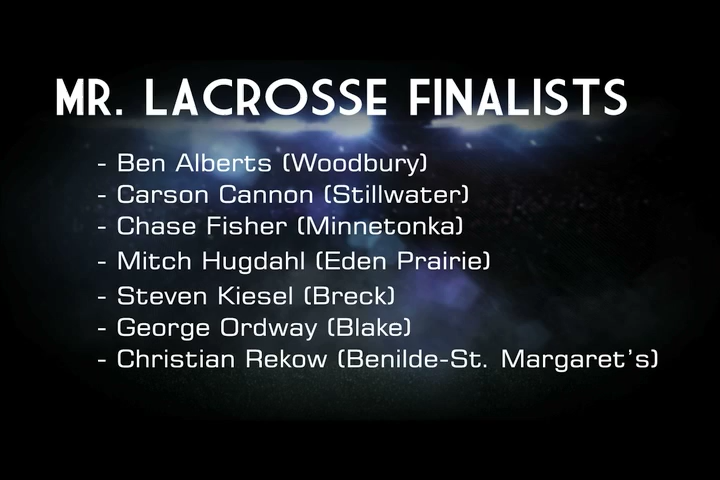 MR. LACROSSE FINALISTS
- Ben Alberts (Woodbury)
- Carson Cannon (Stillwater)
- Chase Fisher (Minnetonka)
- Mitch Hugdahl (Eden Prairie)
- Steven Kiesel (Breck)
- George Ordway (Blake)
- Christian Rekow (Benilde-St. Margaret's)